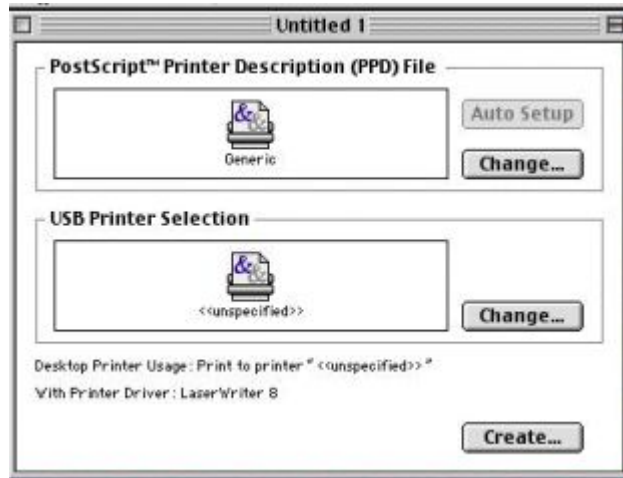 Untitled 1
PostScript™ Printer Description (PPD) File
Auto Setup
Generic
Change...
USB Printer Selection
<<unspecified>>
Change...
Desktop Printer Usage: Print to printer "<<unspecified>>"
With Printer Driver: LaserWriter 8
Create...